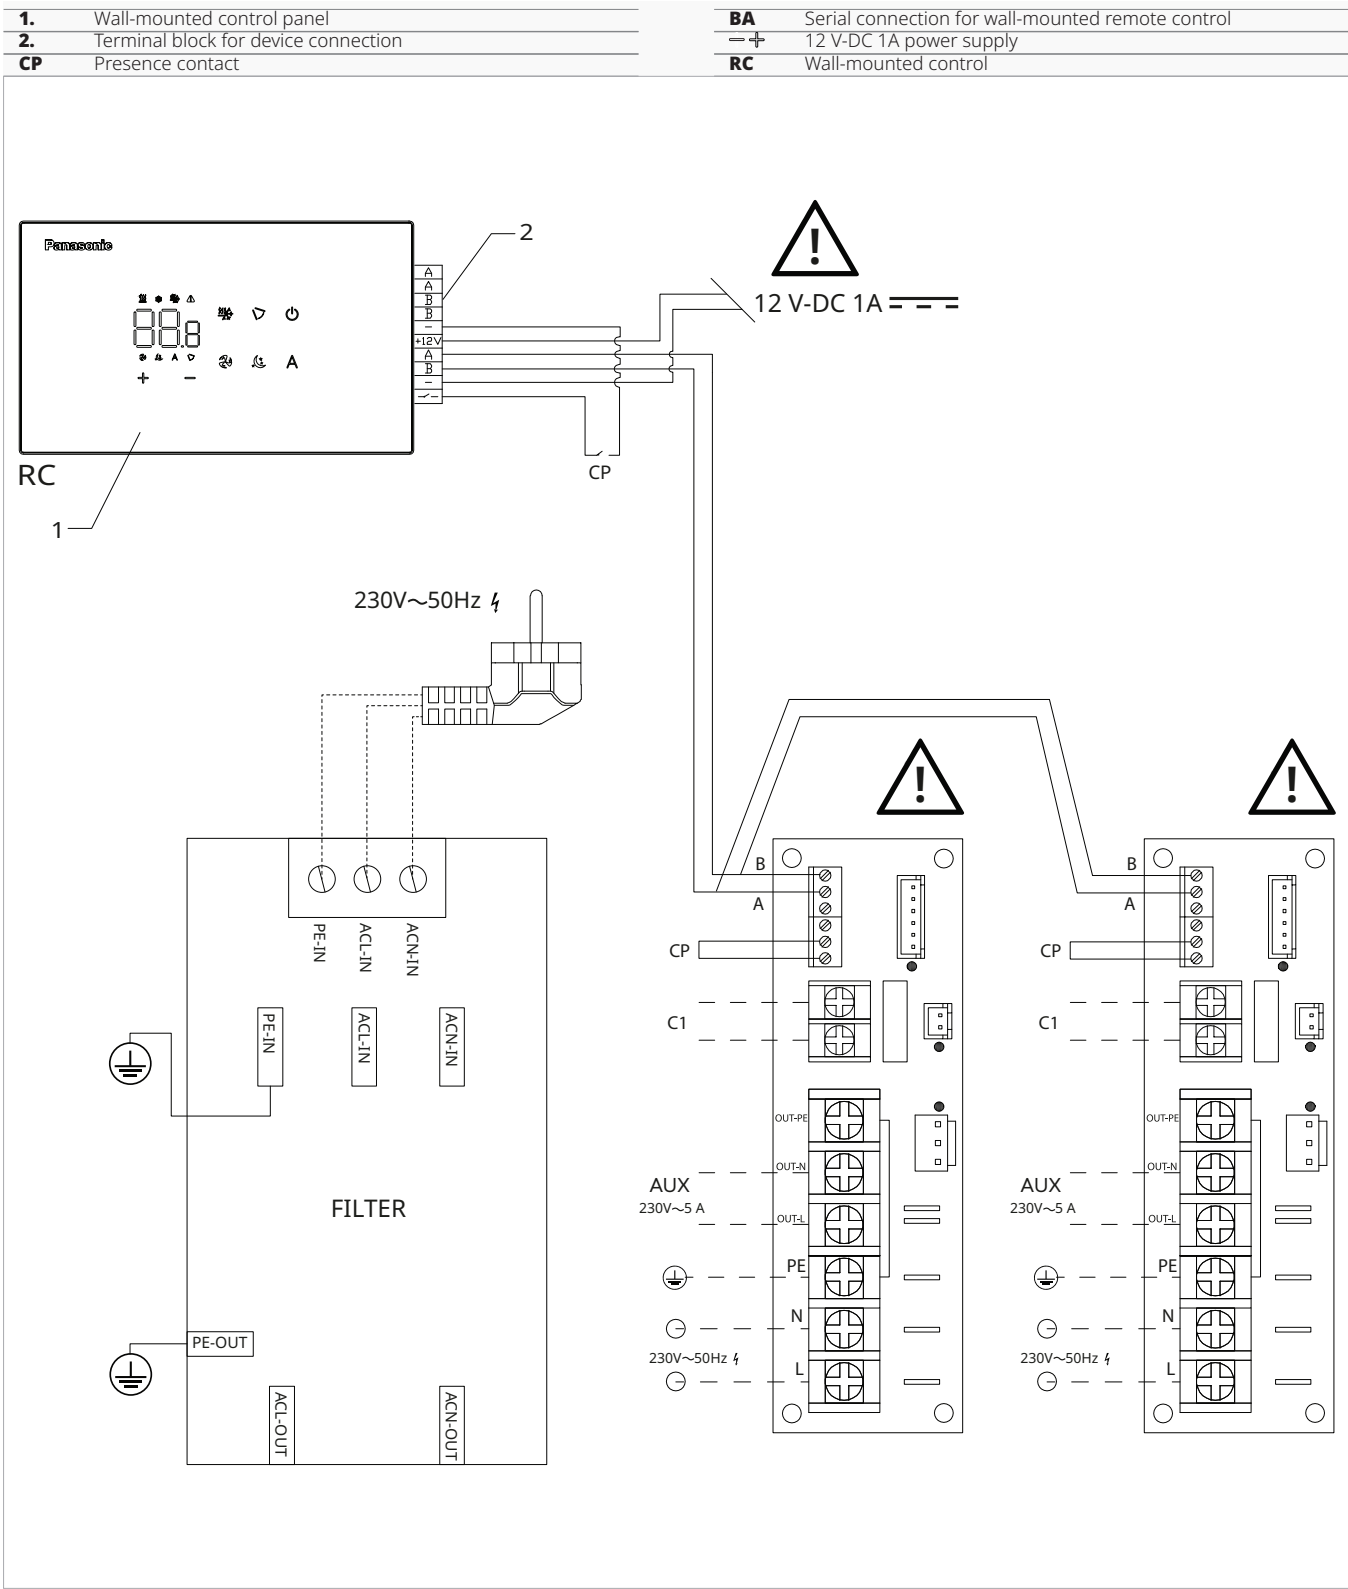 1. Wall-mounted control panel
2. Terminal block for device connection
CP Presence contact
BA Serial connection for wall-mounted remote control
−+ 12 V-DC 1A power supply
RC Wall-mounted control
Panasonic
88.8
A
A
+ −
A
A
B
B
−
+12V
A
B
−
2
12 V-DC 1A
RC
1
CP
230V~50Hz
PE-IN
ACL-IN
ACN-IN
PE-IN
ACL-IN
ACN-IN
FILTER
PE-OUT
ACL-OUT
ACN-OUT
B
A
CP
C1
OUT-PE
OUT-N
AUX
230V~5 A
OUT-L
PE
N
230V~50Hz
L
B
A
CP
C1
OUT-PE
OUT-N
AUX
230V~5 A
OUT-L
PE
N
230V~50Hz
L